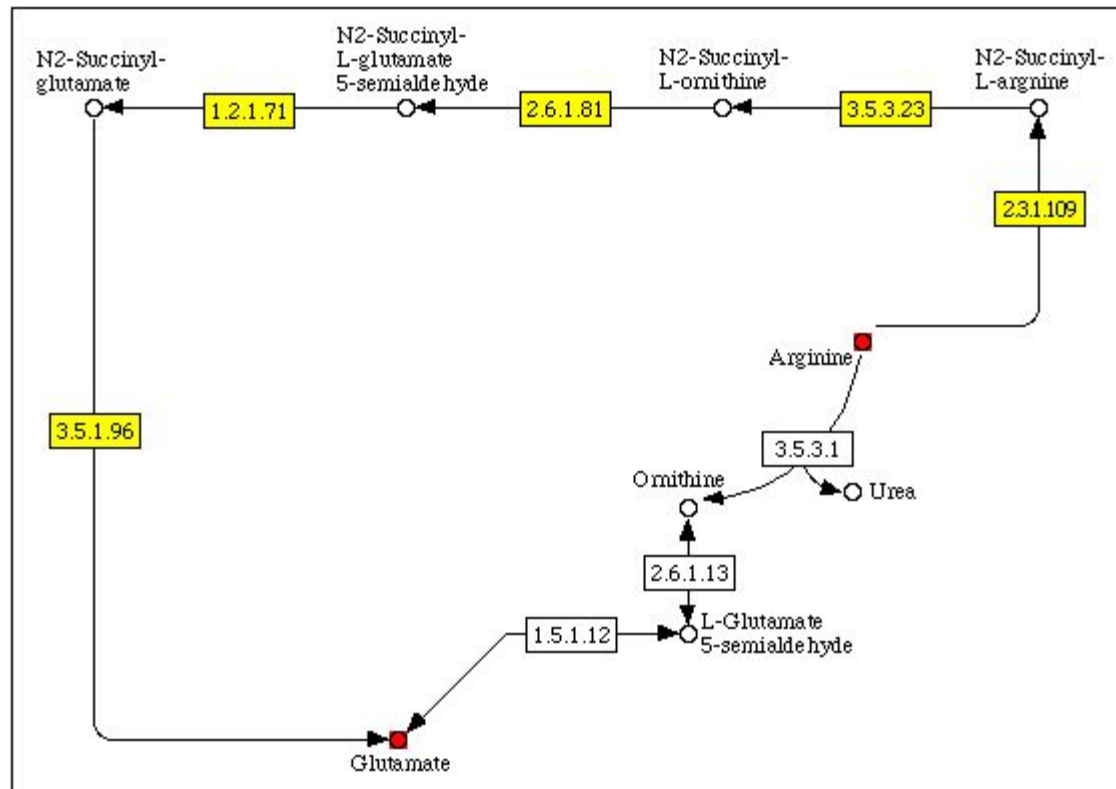 N2-Succinyl-
glutamate
N2-Succinyl-
L-glutamate
5-semialdehyde
N2-Succinyl-
L-ornithine
N2-Succinyl-
L-argnine
1.2.1.71
2.6.1.81
3.5.3.23
2.3.1.109
Arginine
3.5.1.96
3.5.3.1
Ornithine
Urea
2.6.1.13
1.5.1.12
L-Glutamate
5-semialdehyde
Glutamate